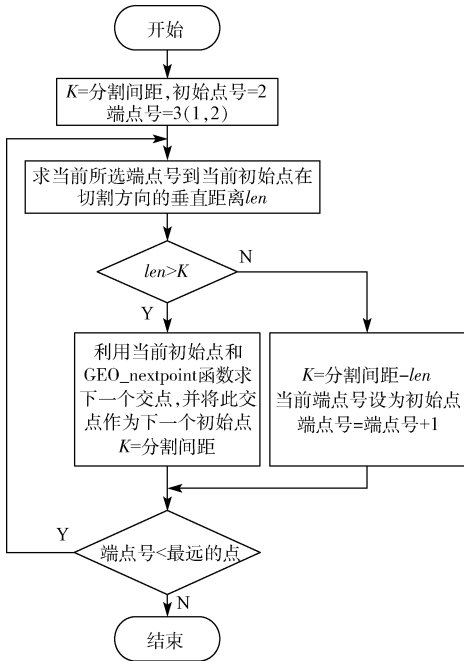 开始
K=分割间距,初始点号=2
端点号=3(1,2)
求当前所选端点号到当前初始点在
切割方向的垂直距离len
len>K
N
Y
利用当前初始点和
GEO_nextpoint函数求
下一个交点,并将此交
点作为下一个初始点
K=分割间距
K=分割间距-len
当前端点号设为初始点
端点号=端点号+1
Y
端点号<最远的点
N
结束